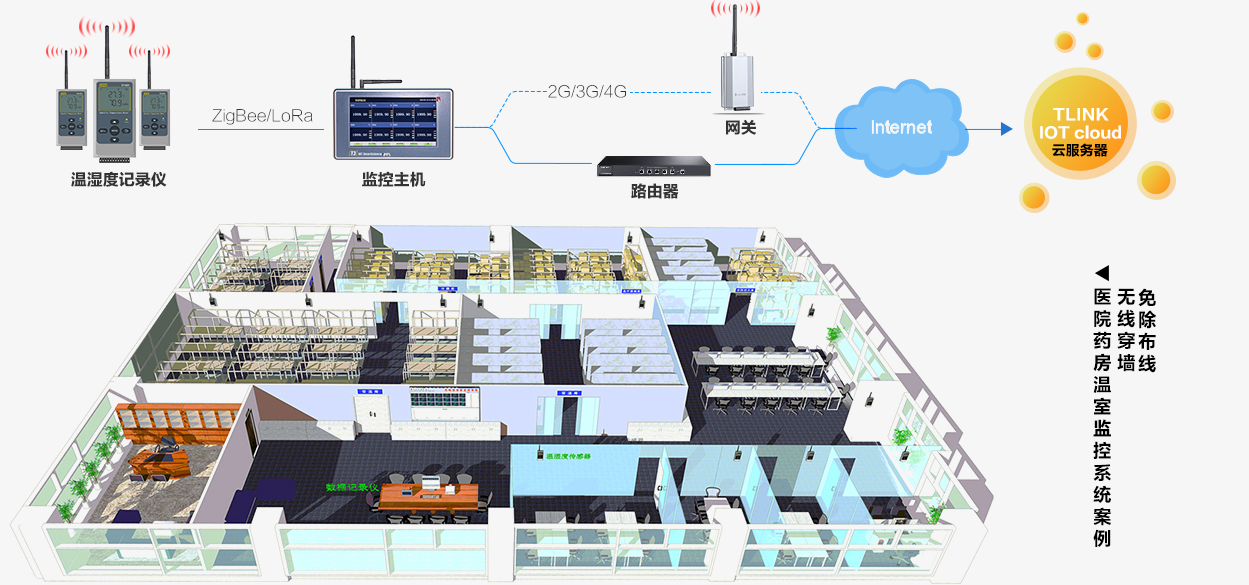 ZigBee/LoRa
2G/3G/4G
Internet
TLINK
IOT cloud
云服务器
温湿度记录仪
监控主机
网关
路由器
免除布线
无线穿墙
医院药房温室监控系统案例
温湿度传感器
数据记录仪